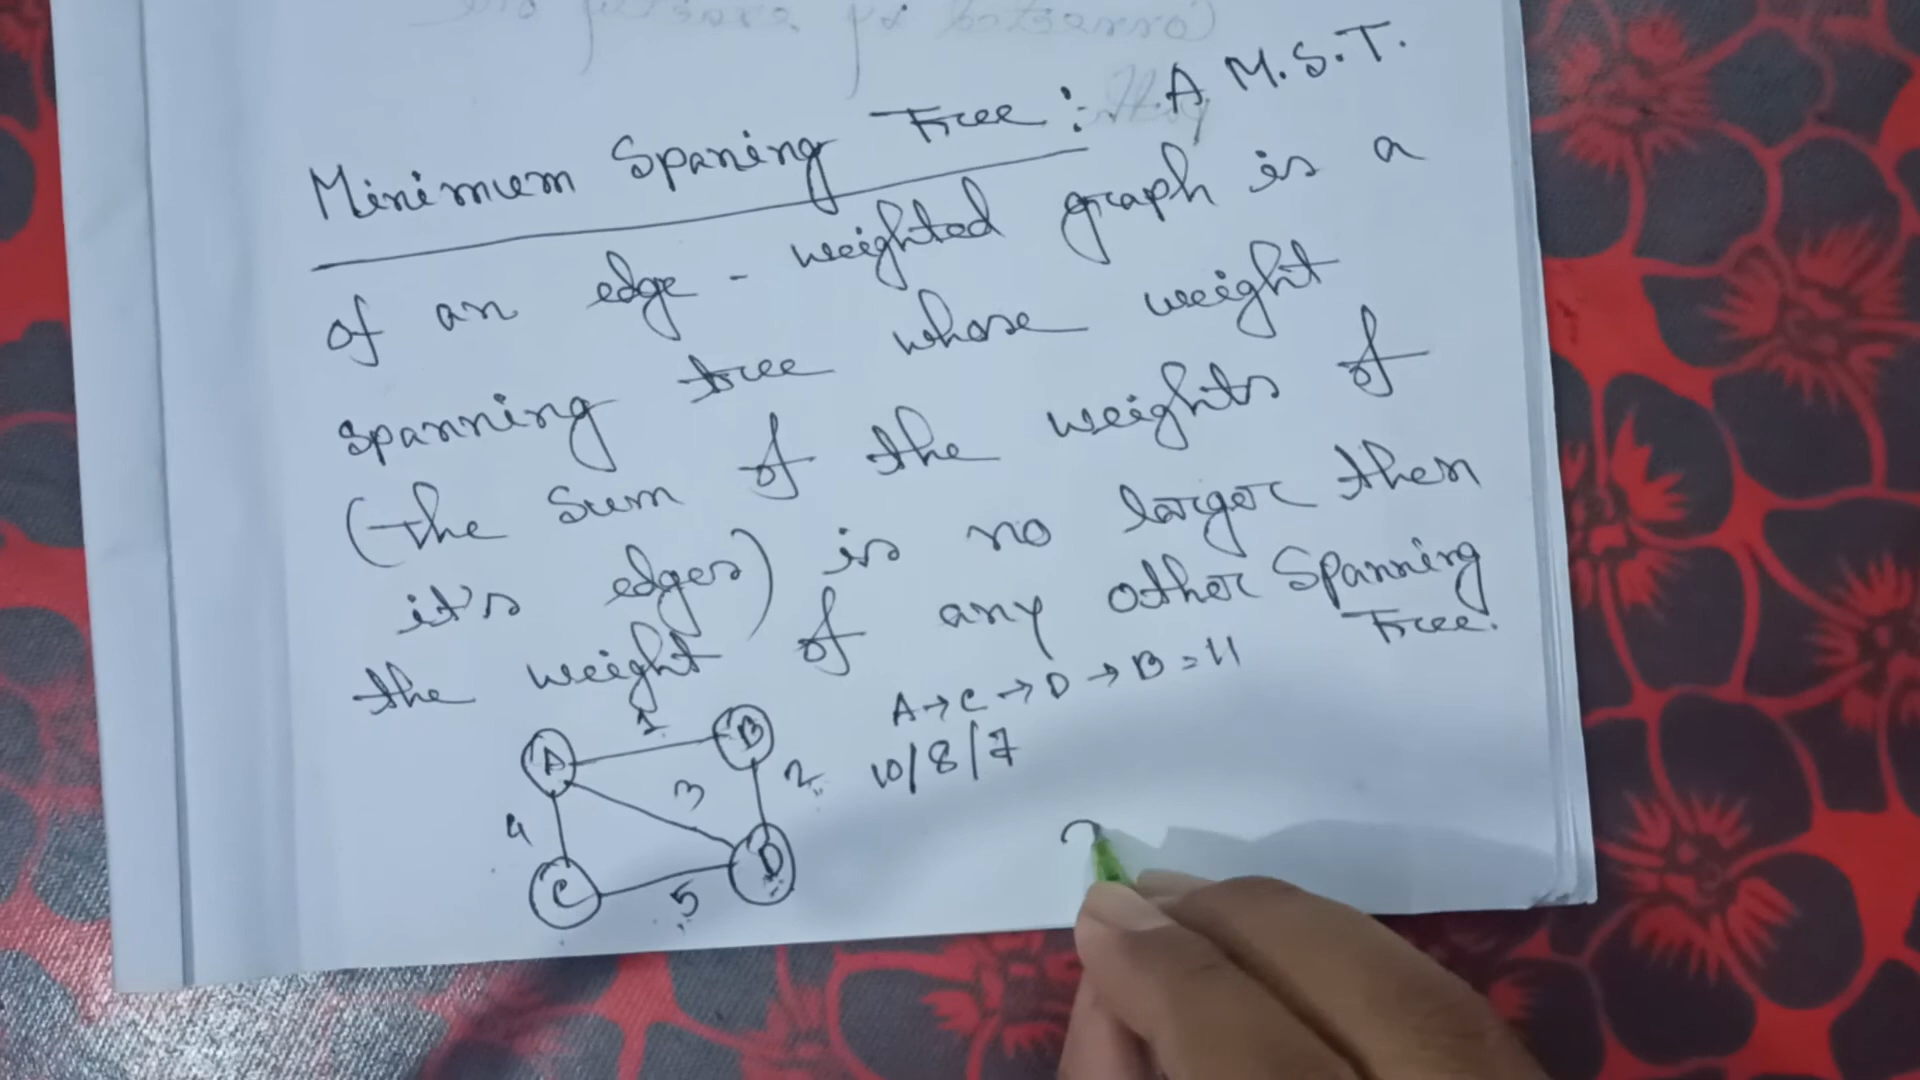 Minimum Spaning Tree: A M.S.T.
of an edge - weighted graph is a
spanning tree whose weight
(the sum of the weights of
it's edges) is no larger then
the weight of any other Spanning
Tree.
A→C→D→B=11
10/8/7
A 1 B
4 3 2
C 5 D